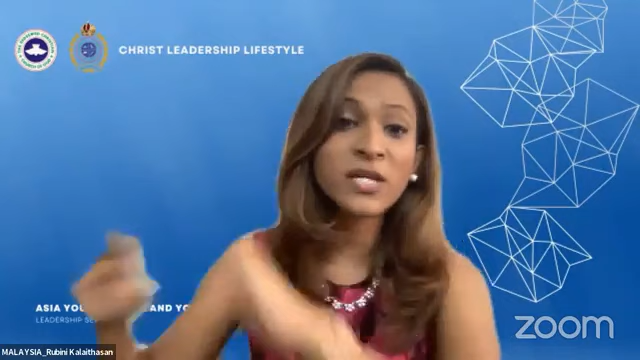 CHRIST LEADERSHIP LIFESTYLE
ASIA YOU AND YO
LEADERSHIP SE
MALAYSIA_Rubini Kalaithasan
zoom